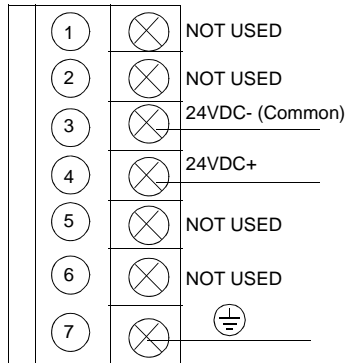 1 NOT USED
2 NOT USED
3 24VDC- (Common)
4 24VDC+
5 NOT USED
6 NOT USED
7